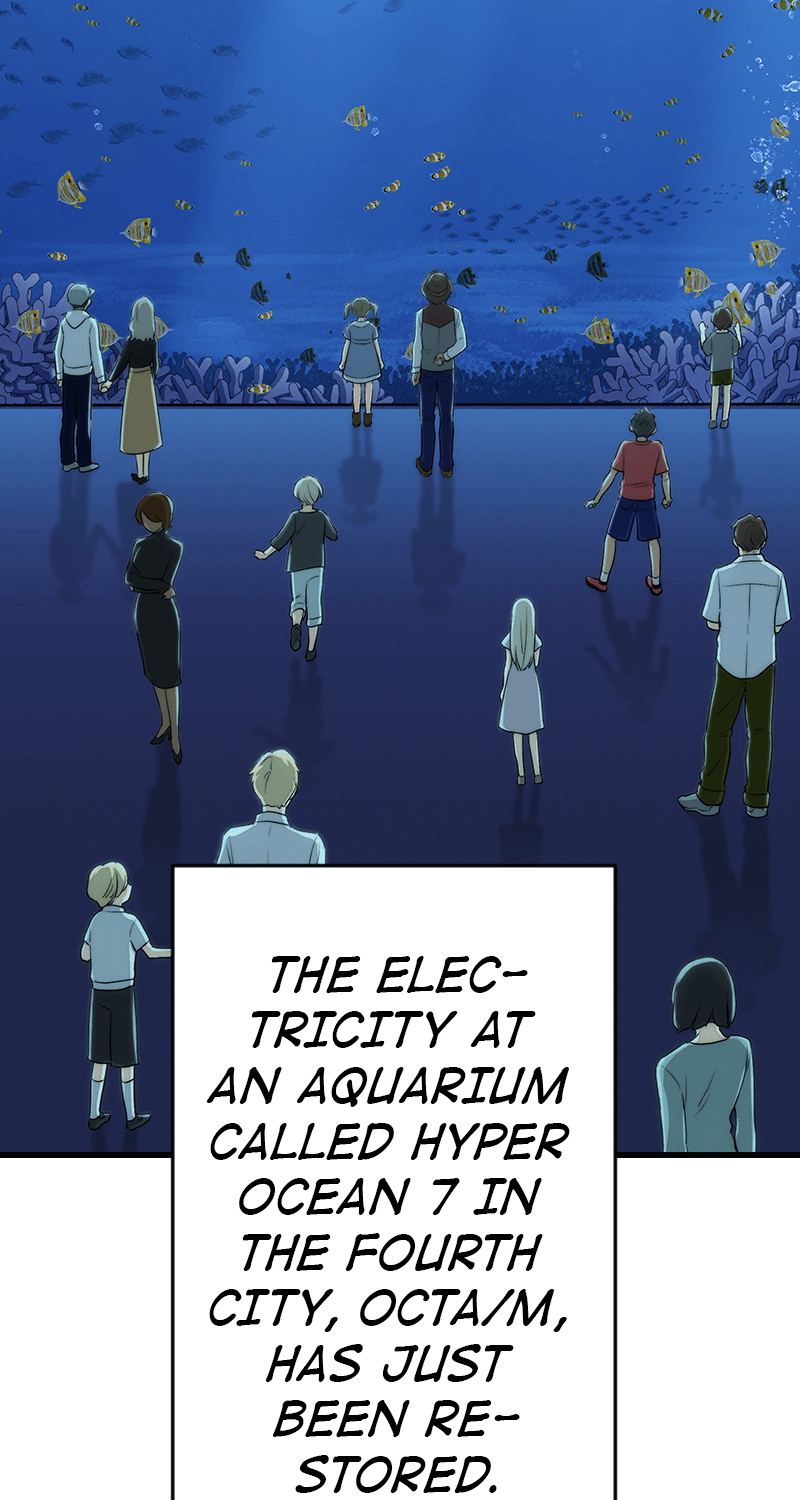 THE ELEC-
TRICITY AT
AN AQUARIUM
CALLED HYPER
OCEAN 7 IN
THE FOURTH
CITY, OCTA/M,
HAS JUST
BEEN RE-
STORED.